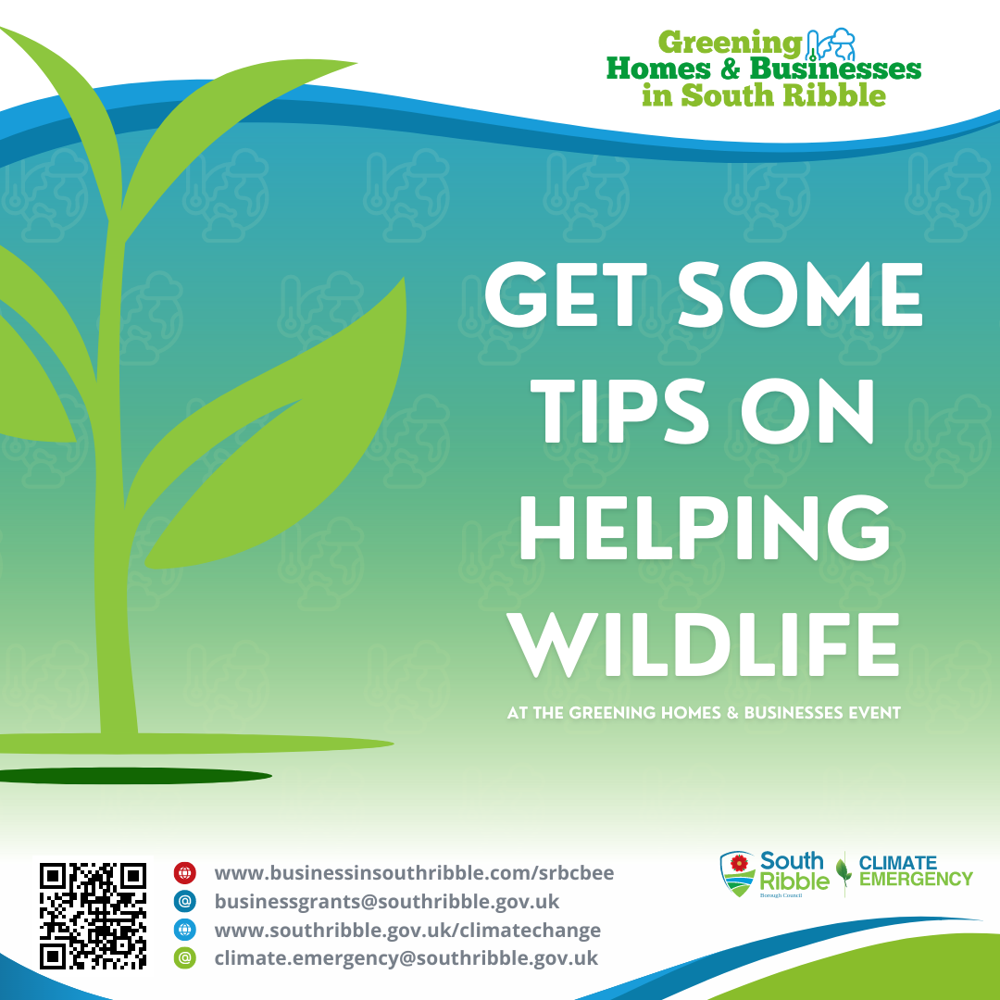 Greening
Homes & Businesses
in South Ribble
GET SOME
TIPS ON
HELPING
WILDLIFE
AT THE GREENING HOMES & BUSINESSES EVENT
www.businessinsouthribble.com/srbcbee
@ businessgrants@southribble.gov.uk
www.southribble.gov.uk/climatechange
@ climate.emergency@southribble.gov.uk
South
Ribble
Borough Council
CLIMATE
EMERGENCY